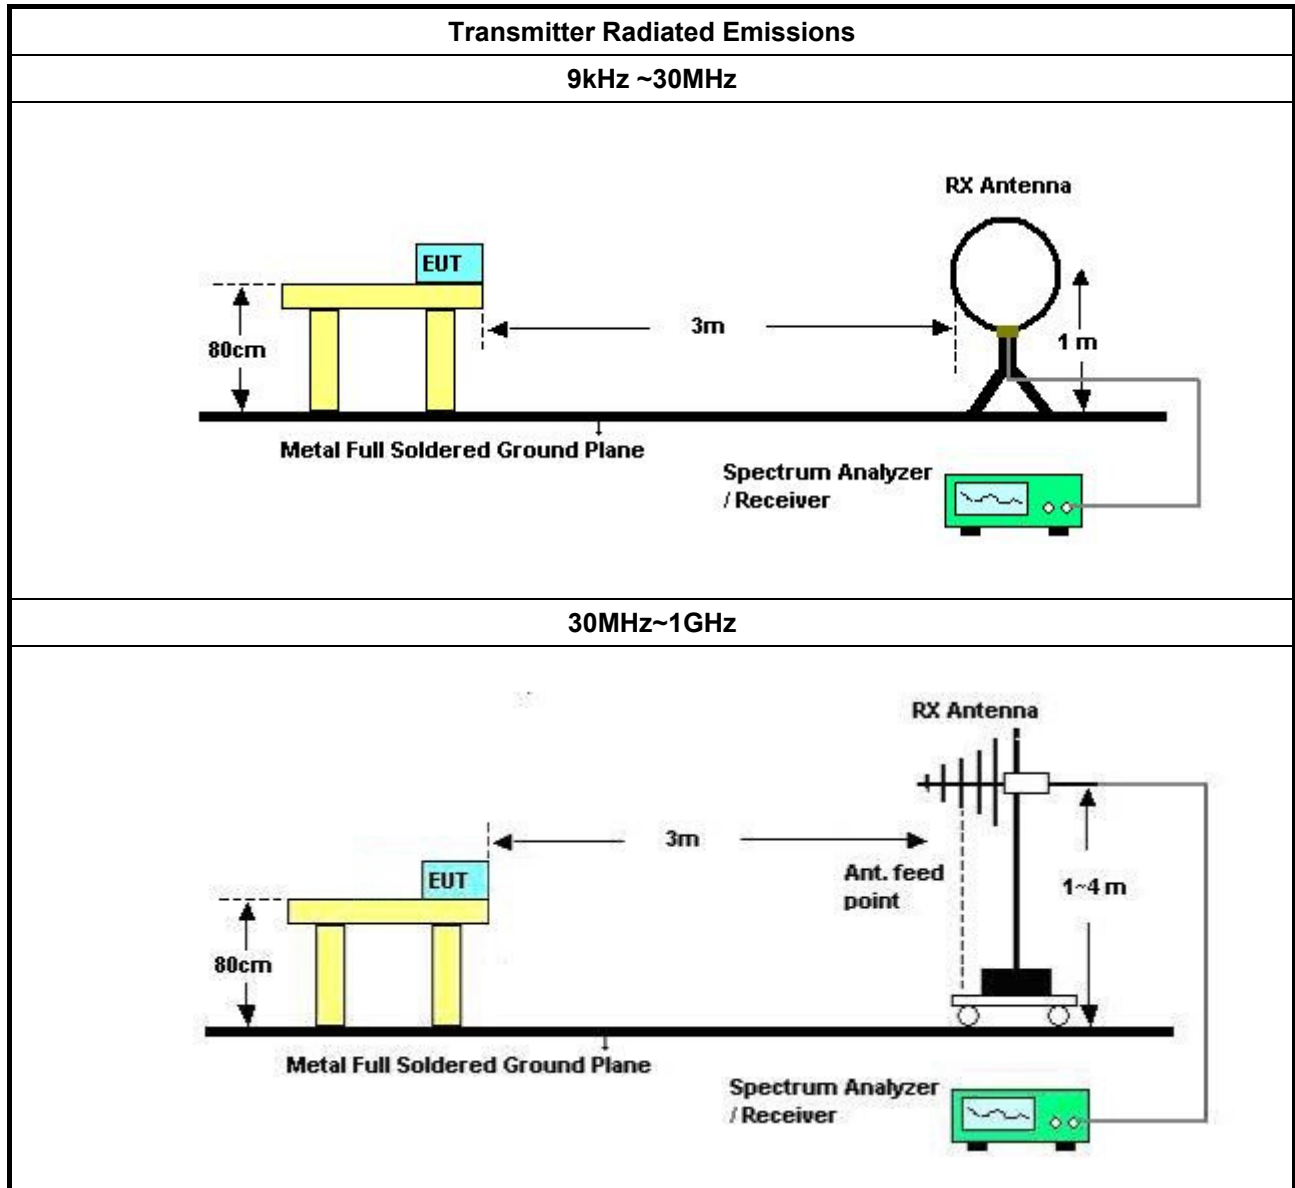 Transmitter Radiated Emissions
9kHz ~30MHz
RX Antenna
EUT
3m
80cm
1 m
Metal Full Soldered Ground Plane
Spectrum Analyzer
/ Receiver
30MHz~1GHz
RX Antenna
3m
Ant. feed
point
EUT
1~4 m
80cm
Metal Full Soldered Ground Plane
Spectrum Analyzer
/ Receiver